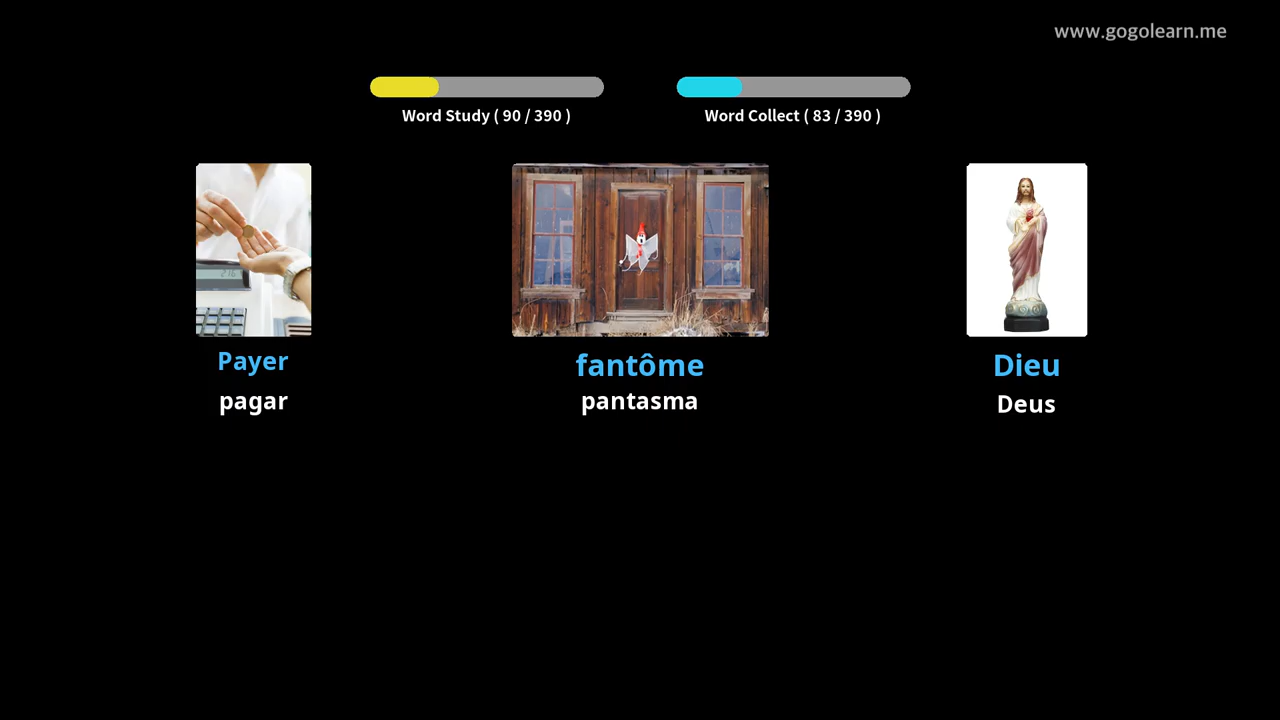 www.gogolearn.me
Word Study ( 90 / 390 )
Word Collect ( 83 / 390 )
Payer
pagar
fantôme
pantasma
Dieu
Deus